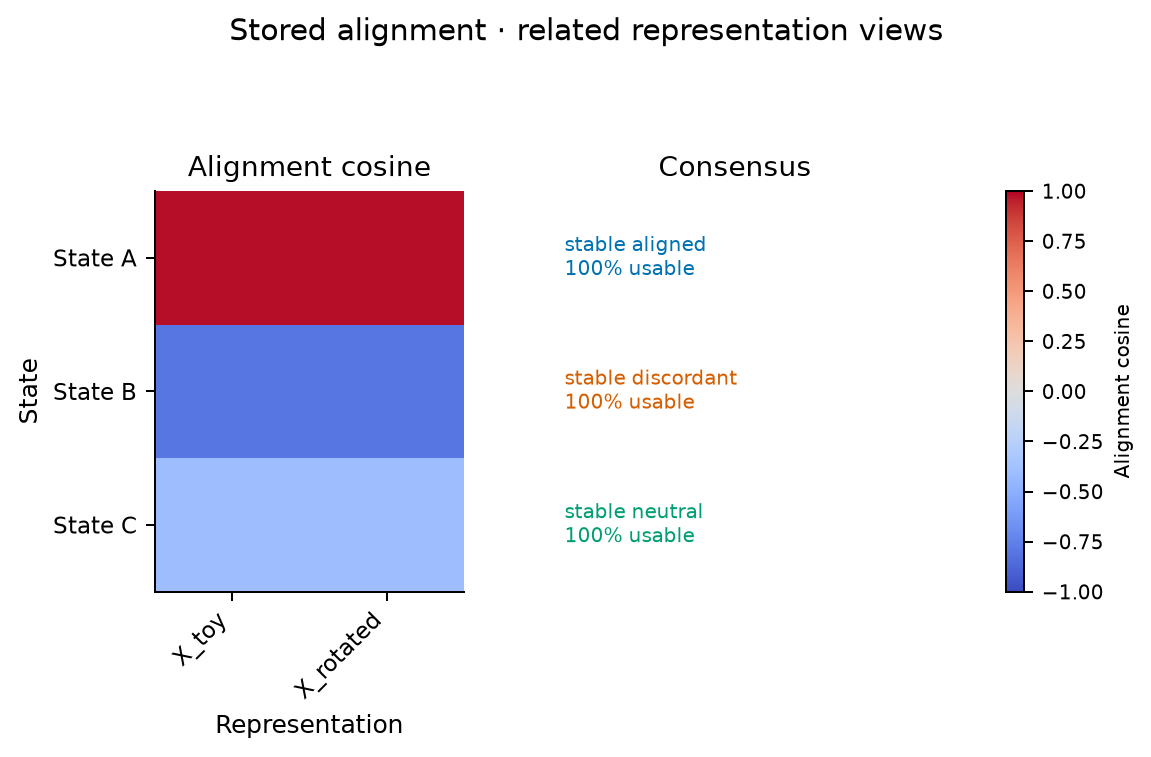 Stored alignment · related representation views
Alignment cosine
Consensus
State
State A
State B
State C
stable aligned
100% usable
stable discordant
100% usable
stable neutral
100% usable
X_toy
X_rotated
Representation
1.00
0.75
0.50
0.25
0.00
−0.25
−0.50
−0.75
−1.00
Alignment cosine